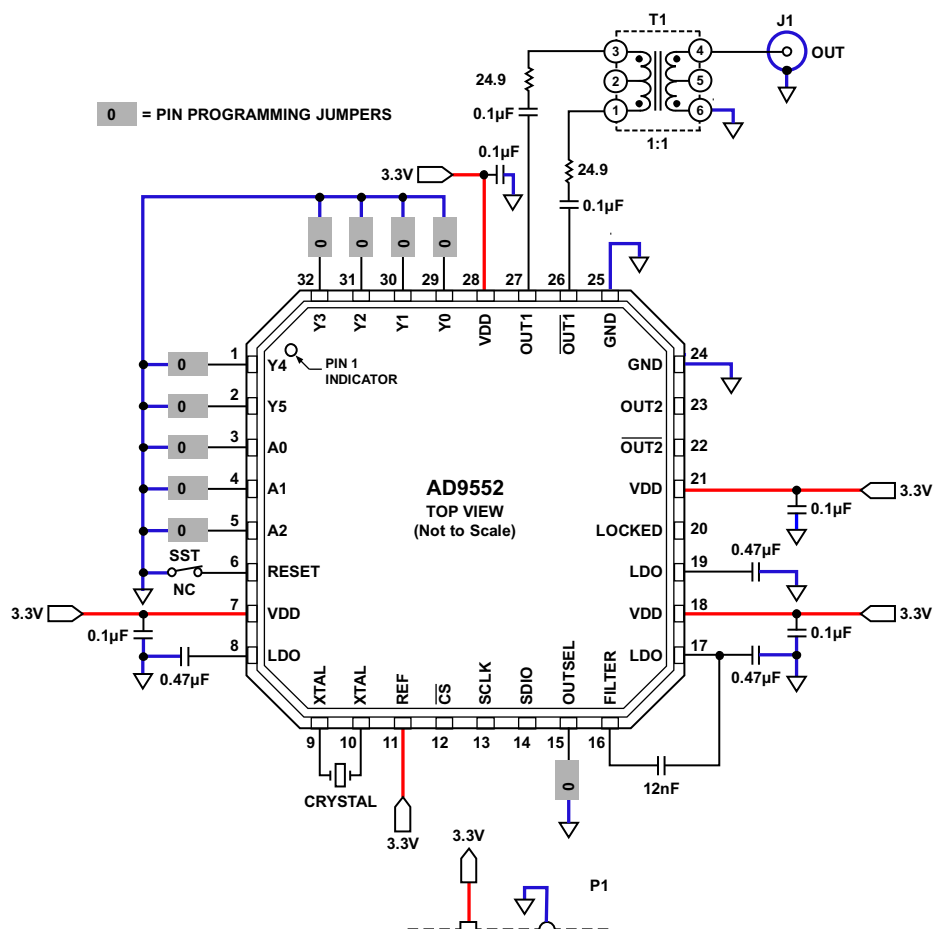 T1
J1
3
4
OUT
24.9
2
5
0 = PIN PROGRAMMING JUMPERS
0.1µF
1
6
1:1
0.1µF
3.3V
24.9
0.1µF
0 0 0 0
32 31 30 29 28 27 26 25
Y3 Y2 Y1 Y0 VDD OUT1 OUT1 GND
PIN 1
INDICATOR
0 1 Y4
GND 24
0 2 Y5
OUT2 23
0 3 A0
OUT2 22
0 4 A1
VDD 21 3.3V
0.1µF
AD9552
TOP VIEW
(Not to Scale)
0 5 A2
LOCKED 20
SST
NC
6 RESET
LDO 19 0.47µF
3.3V 7 VDD
VDD 18 3.3V
0.1µF
0.1µF
8 LDO
0.47µF
LDO 17
0.47µF
XTAL XTAL REF CS SCLK SDIO OUTSEL FILTER
9 10 11 12 13 14 15 16
CRYSTAL
0
12nF
3.3V
3.3V
P1